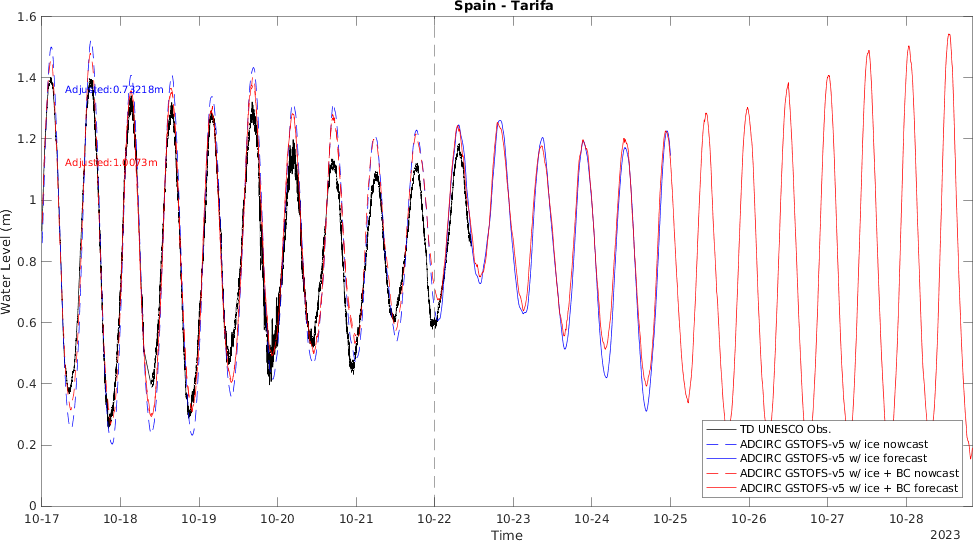 Spain - Tarifa
1.6
1.4
1.2
1
0.8
0.6
0.4
0.2
0
Water Level (m)
Adjusted:0.73218m
Adjusted:1.0073m
TD UNESCO Obs.
ADCIRC GSTOFS-v5 w/ ice nowcast
ADCIRC GSTOFS-v5 w/ ice forecast
ADCIRC GSTOFS-v5 w/ ice + BC nowcast
ADCIRC GSTOFS-v5 w/ ice + BC forecast
10-17 10-18 10-19 10-20 10-21 10-22 10-23 10-24 10-25 10-26 10-27 10-28
Time
2023